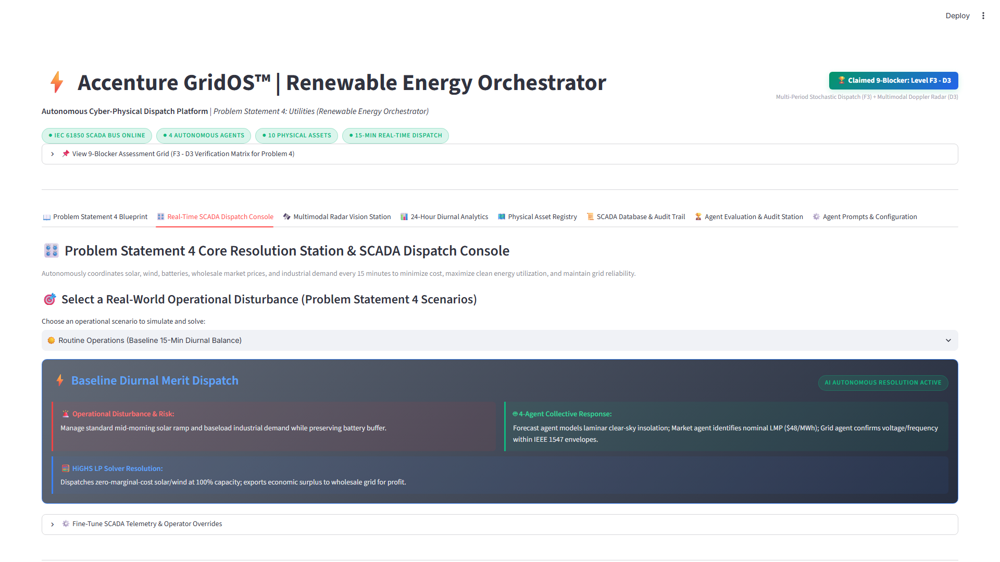 Deploy
Accenture GridOS™ | Renewable Energy Orchestrator
Claimed 9-Blocker: Level F3 - D3
Multi-Period Stochastic Dispatch (F3) + Multimodal Doppler Radar (D3)
Autonomous Cyber-Physical Dispatch Platform | Problem Statement 4: Utilities (Renewable Energy Orchestrator)
● IEC 61850 SCADA BUS ONLINE ● 4 AUTONOMOUS AGENTS ● 10 PHYSICAL ASSETS ● 15-MIN REAL-TIME DISPATCH
View 9-Blocker Assessment Grid (F3 - D3 Verification Matrix for Problem 4)
Problem Statement 4 Blueprint Real-Time SCADA Dispatch Console Multimodal Radar Vision Station 24-Hour Diurnal Analytics Physical Asset Registry SCADA Database & Audit Trail Agent Evaluation & Audit Station Agent Prompts & Configuration
Problem Statement 4 Core Resolution Station & SCADA Dispatch Console
Autonomously coordinates solar, wind, batteries, wholesale market prices, and industrial demand every 15 minutes to minimize cost, maximize clean energy utilization, and maintain grid reliability.
Select a Real-World Operational Disturbance (Problem Statement 4 Scenarios)
Choose an operational scenario to simulate and solve:
Routine Operations (Baseline 15-Min Diurnal Balance)
Baseline Diurnal Merit Dispatch
AI AUTONOMOUS RESOLUTION ACTIVE
Operational Disturbance & Risk:
Manage standard mid-morning solar ramp and baseload industrial demand while preserving battery buffer.
4-Agent Collective Response:
Forecast agent models laminar clear-sky insolation; Market agent identifies nominal LMP ($48/MWh); Grid agent confirms voltage/frequency
within IEEE 1547 envelopes.
HiGHS LP Solver Resolution:
Dispatches zero-marginal-cost solar/wind at 100% capacity; exports economic surplus to wholesale grid for profit.
Fine-Tune SCADA Telemetry & Operator Overrides